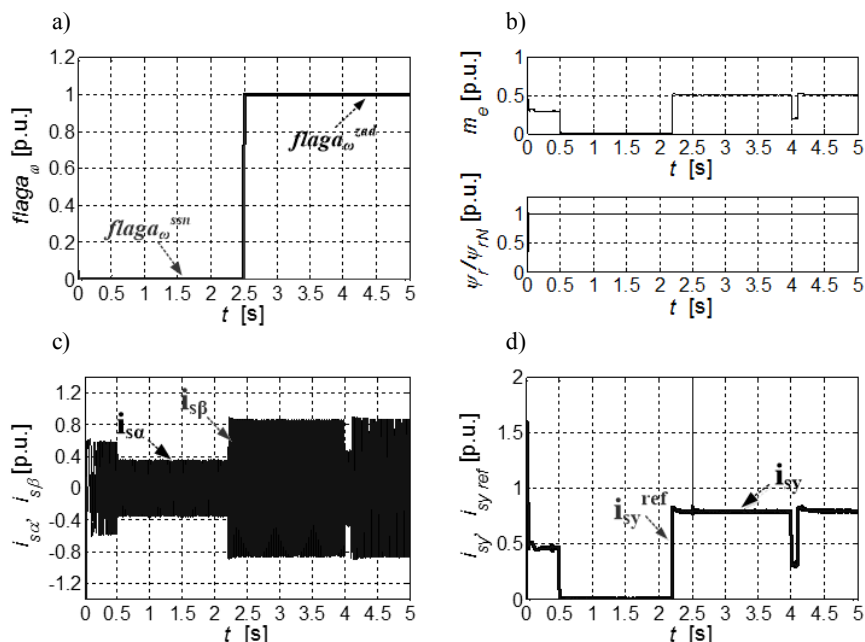 a)
flaga_ω [p.u.]
1.2
1
0.8
0.6
0.4
0.2
0
flaga_ω^zad
flaga_ω^ssn
0 0.5 1 1.5 2 2.5 3 3.5 4 4.5 5
t [s]
b)
m_e [p.u.]
1
0.5
0
0 0.5 1 1.5 2 2.5 3 3.5 4 4.5 5
t [s]
ψ_r/ψ_rN [p.u.]
1
0.5
0
0 0.5 1 1.5 2 2.5 3 3.5 4 4.5 5
t [s]
c)
i_sα, i_sβ [p.u.]
1.2
0.8
0.4
0
-0.4
-0.8
-1.2
i_sα
i_sβ
0 0.5 1 1.5 2 2.5 3 3.5 4 4.5 5
t [s]
d)
i_sy, i_sy ref [p.u.]
2
1.5
1
0.5
0
i_sy^ref
i_sy
0 0.5 1 1.5 2 2.5 3 3.5 4 4.5 5
t [s]